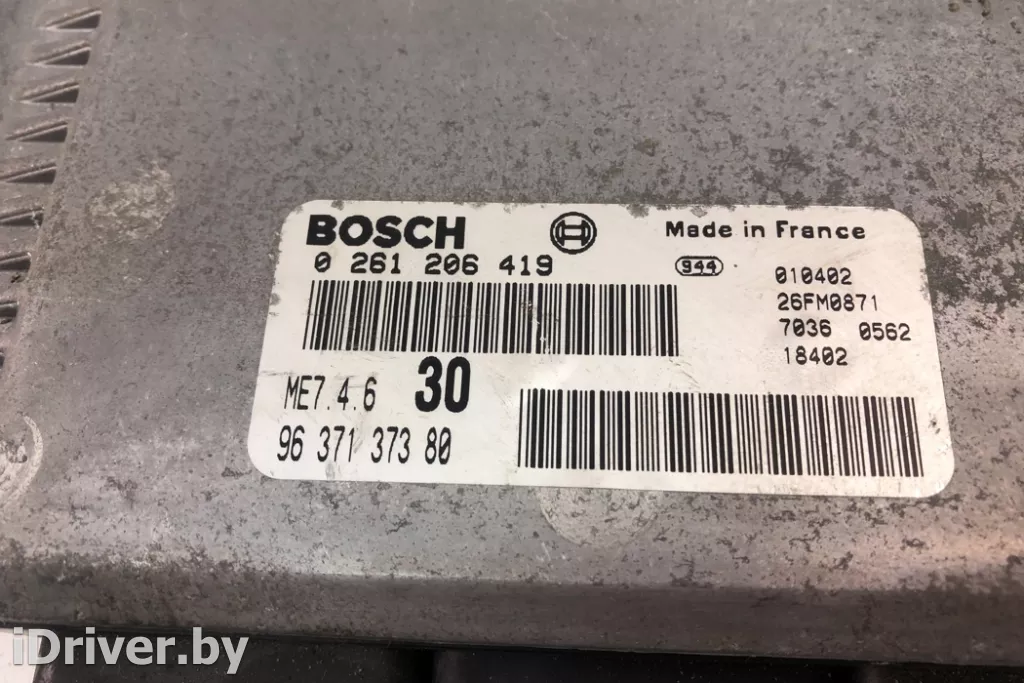 BOSCH
Made in France
0 261 206 419
944
010402
26FM0871
7036 0562
18402
ME7.4.6 30
96 371 373 80
iDriver.by